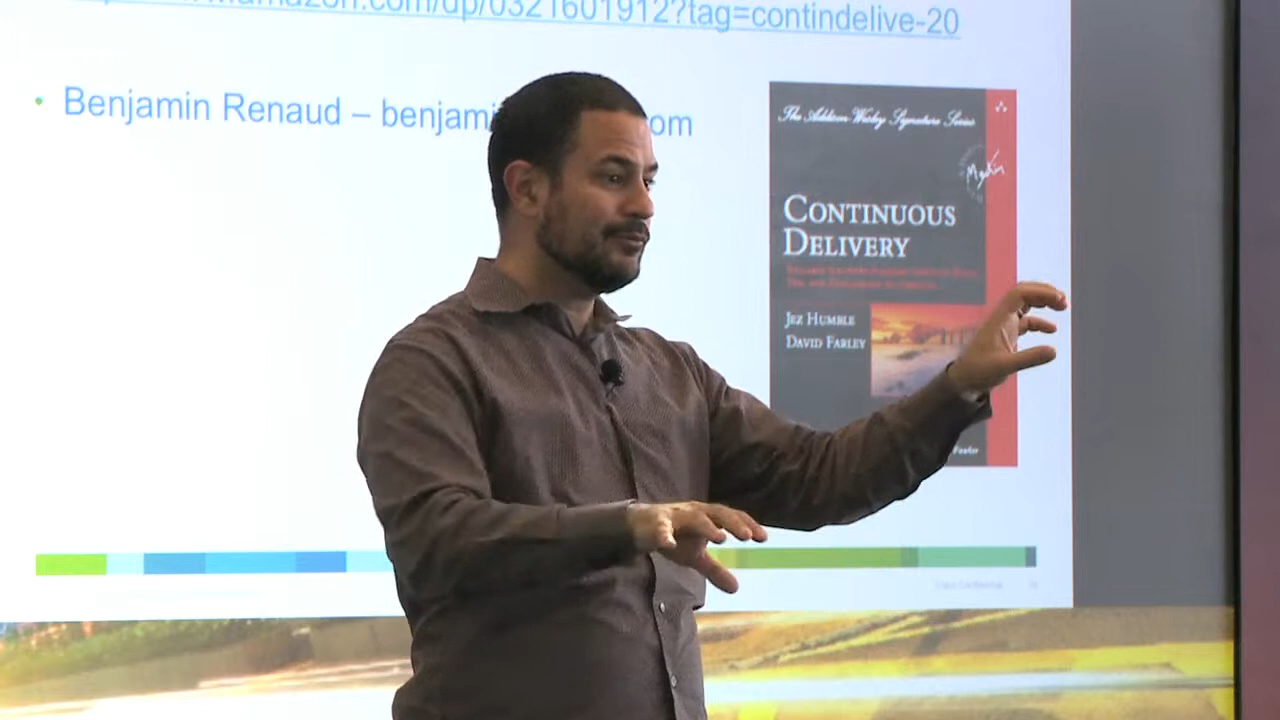 amazon.com/dp/0321601912?tag=contindelive-20
• Benjamin Renaud – benjami om
The Addison-Wesley Signature Series
CONTINUOUS
DELIVERY
JEZ HUMBLE
DAVID FARLEY
Fowler